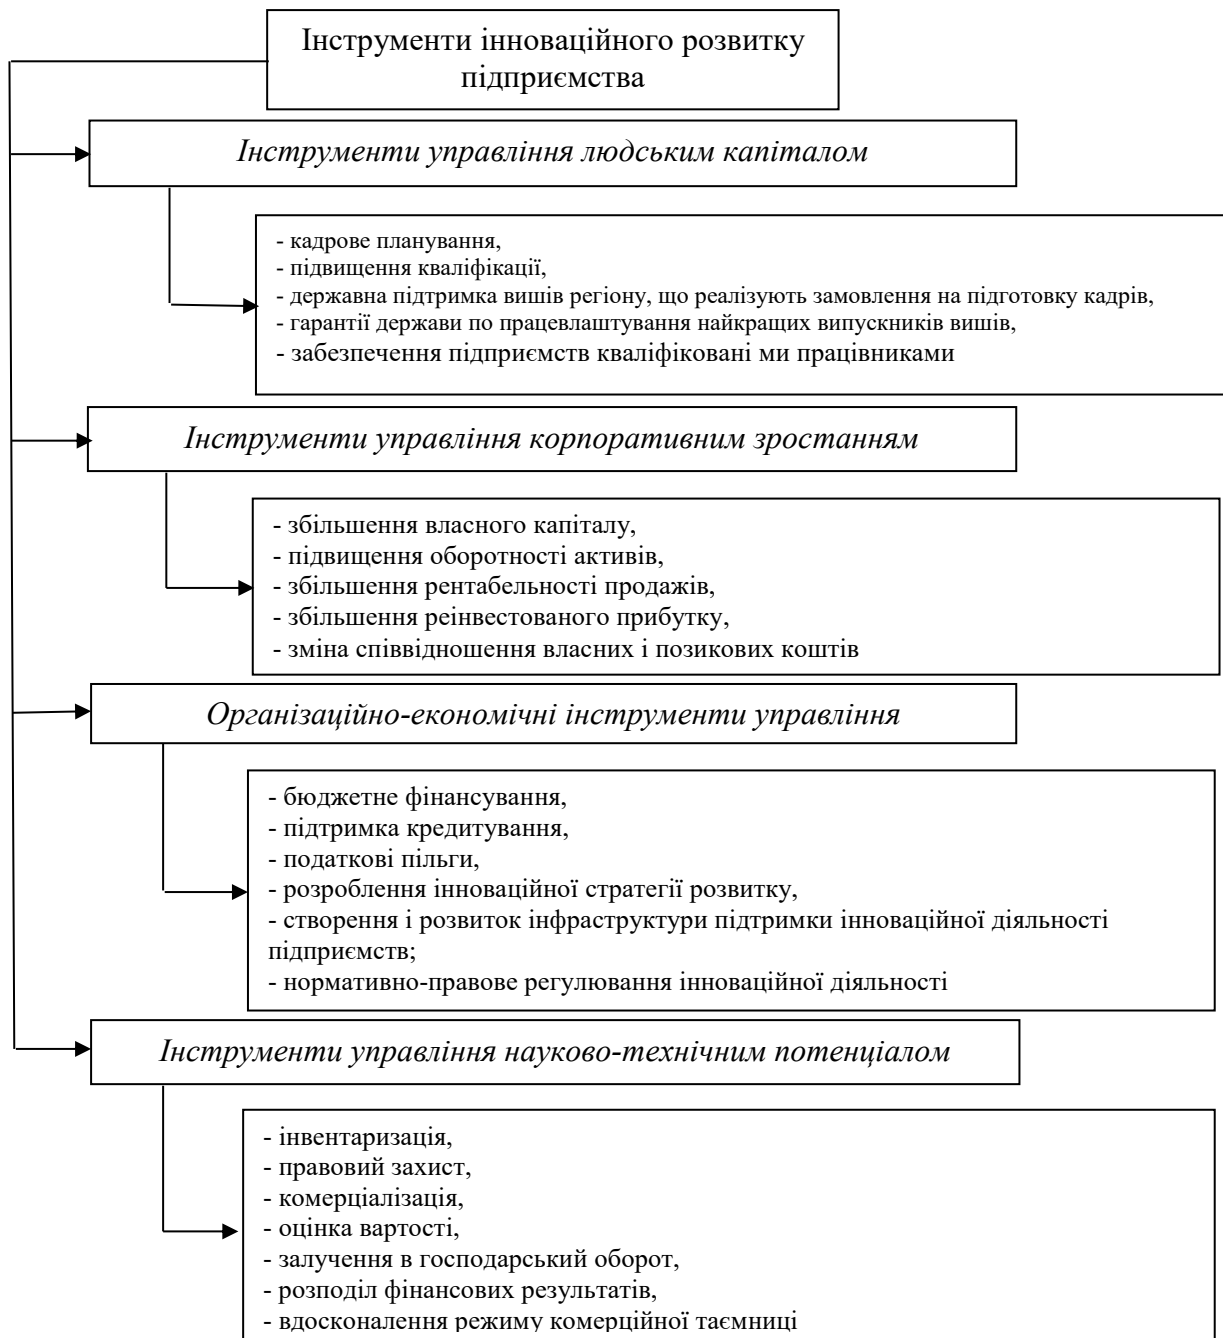 Інструменти інноваційного розвитку
підприємства
Інструменти управління людським капіталом
- кадрове планування,
- підвищення кваліфікації,
- державна підтримка вишів регіону, що реалізують замовлення на підготовку кадрів,
- гарантії держави по працевлаштування найкращих випускників вишів,
- забезпечення підприємств кваліфіковані ми працівниками
Інструменти управління корпоративним зростанням
- збільшення власного капіталу,
- підвищення оборотності активів,
- збільшення рентабельності продажів,
- збільшення реінвестованого прибутку,
- зміна співвідношення власних і позикових коштів
Організаційно-економічні інструменти управління
- бюджетне фінансування,
- підтримка кредитування,
- податкові пільги,
- розроблення інноваційної стратегії розвитку,
- створення і розвиток інфраструктури підтримки інноваційної діяльності
підприємств;
- нормативно-правове регулювання інноваційної діяльності
Інструменти управління науково-технічним потенціалом
- інвентаризація,
- правовий захист,
- комерціалізація,
- оцінка вартості,
- залучення в господарський оборот,
- розподіл фінансових результатів,
- вдосконалення режиму комерційної таємниці